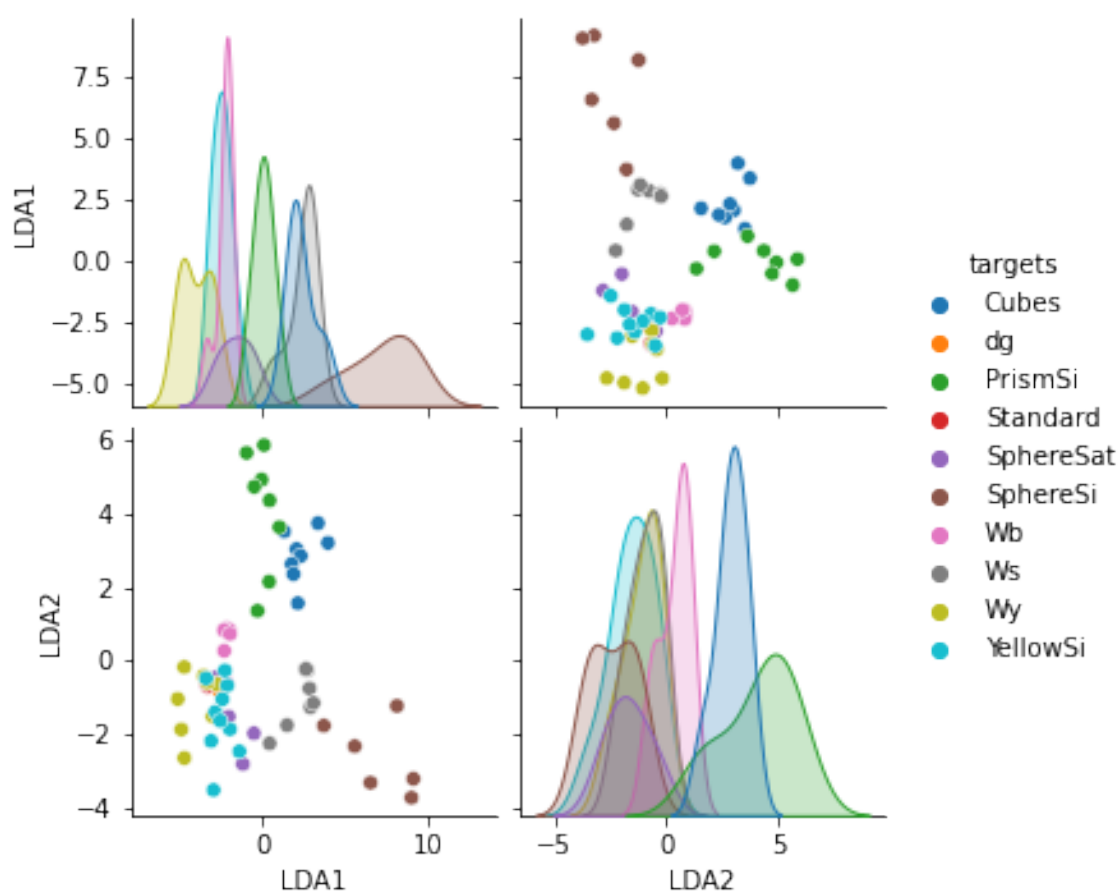 7.5
5.0
2.5
0.0
−2.5
−5.0
LDA1
targets
Cubes
dg
PrismSi
Standard
SphereSat
SphereSi
Wb
Ws
Wy
YellowSi
6
4
2
0
−2
−4
LDA2
0 10
LDA1
−5 0 5
LDA2